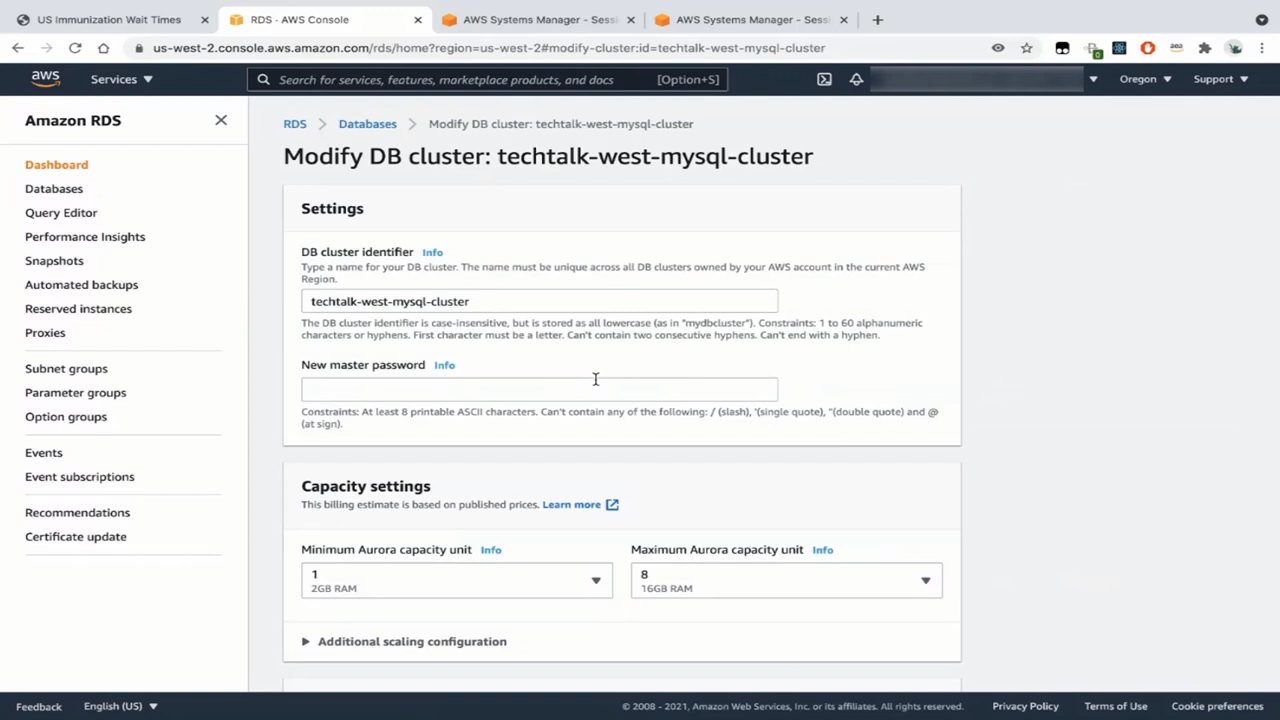 US Immunization Wait Times
RDS · AWS Console
AWS Systems Manager - Sessi
AWS Systems Manager - Sessi
us-west-2.console.aws.amazon.com/rds/home?region=us-west-2#modify-cluster:id=techtalk-west-mysql-cluster
aws
Services
Search for services, features, marketplace products, and docs
[Option+S]
Oregon
Support
Amazon RDS
Dashboard
Databases
Query Editor
Performance Insights
Snapshots
Automated backups
Reserved instances
Proxies
Subnet groups
Parameter groups
Option groups
Events
Event subscriptions
Recommendations
Certificate update
RDS > Databases > Modify DB cluster: techtalk-west-mysql-cluster
Modify DB cluster: techtalk-west-mysql-cluster
Settings
DB cluster identifier Info
Type a name for your DB cluster. The name must be unique across all DB clusters owned by your AWS account in the current AWS
Region.
techtalk-west-mysql-cluster
The DB cluster identifier is case-insensitive, but is stored as all lowercase (as in "mydbcluster"). Constraints: 1 to 60 alphanumeric
characters or hyphens. First character must be a letter. Can't contain two consecutive hyphens. Can't end with a hyphen.
New master password Info
Constraints: At least 8 printable ASCII characters. Can't contain any of the following: / (slash), '(single quote), "(double quote) and @
(at sign).
Capacity settings
This billing estimate is based on published prices. Learn more
Minimum Aurora capacity unit Info
1
2GB RAM
Maximum Aurora capacity unit Info
8
16GB RAM
Additional scaling configuration
Feedback
English (US)
© 2008 - 2021, Amazon Web Services, Inc. or its affiliates. All rights reserved.
Privacy Policy
Terms of Use
Cookie preferences